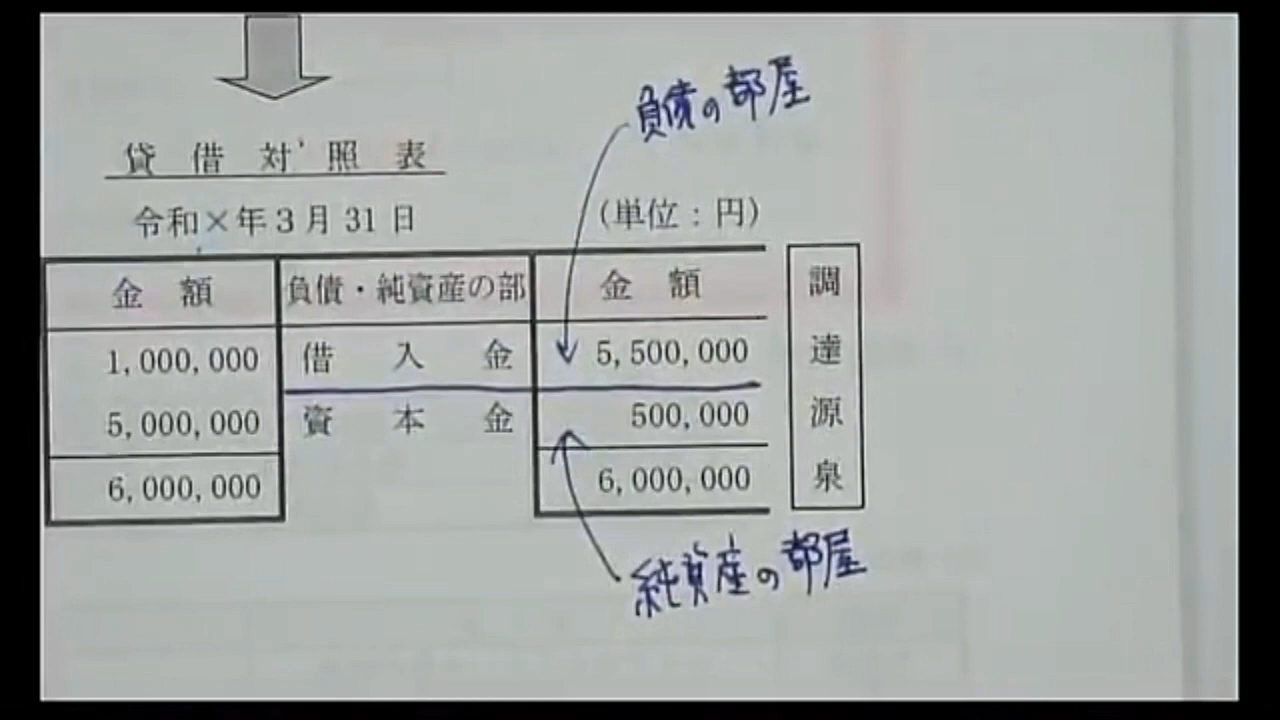 負債の部屋
貸借対照表
令和×年3月31日
(単位:円)
金額 負債・純資産の部 金額
1,000,000 借入金 5,500,000
5,000,000 資本金 500,000
6,000,000 6,000,000
調達源泉
純資産の部屋